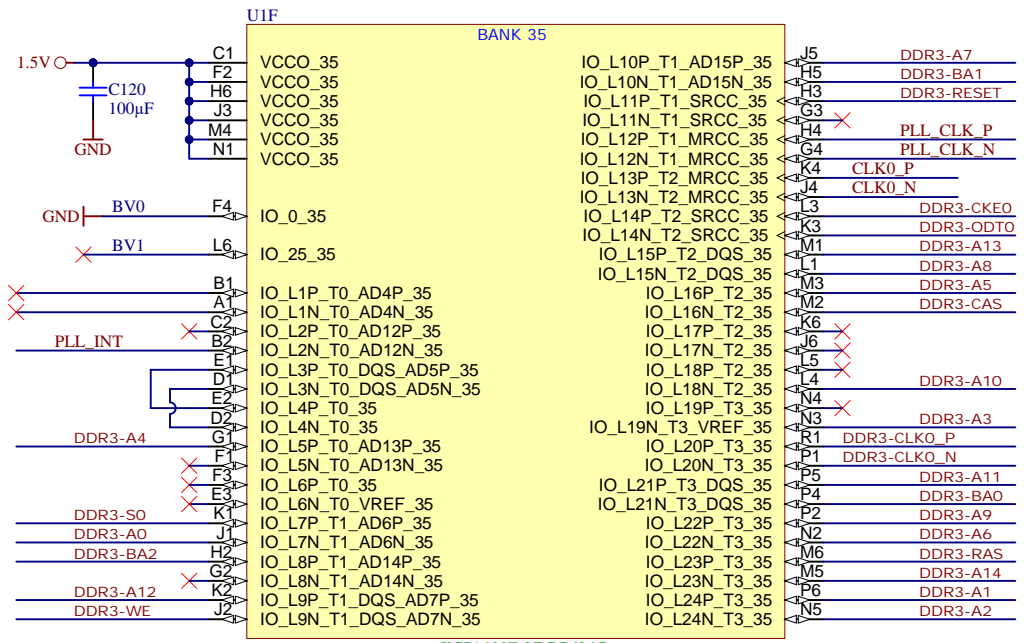 U1F
BANK 35
1.5V
C120
100µF
GND
C1 VCCO_35
F2 VCCO_35
H6 VCCO_35
J3 VCCO_35
M4 VCCO_35
N1 VCCO_35
GND BV0 F4 IO_0_35
BV1 L6 IO_25_35
B1 IO_L1P_T0_AD4P_35
A1 IO_L1N_T0_AD4N_35
C2 IO_L2P_T0_AD12P_35
PLL_INT B2 IO_L2N_T0_AD12N_35
E1 IO_L3P_T0_DQS_AD5P_35
D1 IO_L3N_T0_DQS_AD5N_35
E2 IO_L4P_T0_35
D2 IO_L4N_T0_35
DDR3-A4 G1 IO_L5P_T0_AD13P_35
F1 IO_L5N_T0_AD13N_35
F3 IO_L6P_T0_35
E3 IO_L6N_T0_VREF_35
DDR3-S0 K1 IO_L7P_T1_AD6P_35
DDR3-A0 J1 IO_L7N_T1_AD6N_35
DDR3-BA2 H2 IO_L8P_T1_AD14P_35
G2 IO_L8N_T1_AD14N_35
DDR3-A12 K2 IO_L9P_T1_DQS_AD7P_35
DDR3-WE J2 IO_L9N_T1_DQS_AD7N_35
IO_L10P_T1_AD15P_35 J5 DDR3-A7
IO_L10N_T1_AD15N_35 H5 DDR3-BA1
IO_L11P_T1_SRCC_35 H3 DDR3-RESET
IO_L11N_T1_SRCC_35 G3
IO_L12P_T1_MRCC_35 H4 PLL_CLK_P
IO_L12N_T1_MRCC_35 G4 PLL_CLK_N
IO_L13P_T2_MRCC_35 K4 CLK0_P
IO_L13N_T2_MRCC_35 J4 CLK0_N
IO_L14P_T2_SRCC_35 L3 DDR3-CKE0
IO_L14N_T2_SRCC_35 K3 DDR3-ODT0
IO_L15P_T2_DQS_35 M1 DDR3-A13
IO_L15N_T2_DQS_35 L1 DDR3-A8
IO_L16P_T2_35 M3 DDR3-A5
IO_L16N_T2_35 M2 DDR3-CAS
IO_L17P_T2_35 K6
IO_L17N_T2_35 J6
IO_L18P_T2_35 L5
IO_L18N_T2_35 L4 DDR3-A10
IO_L19P_T3_35 N4
IO_L19N_T3_VREF_35 N3 DDR3-A3
IO_L20P_T3_35 R1 DDR3-CLK0_P
IO_L20N_T3_35 P1 DDR3-CLK0_N
IO_L21P_T3_DQS_35 P5 DDR3-A11
IO_L21N_T3_DQS_35 P4 DDR3-BA0
IO_L22P_T3_35 P2 DDR3-A9
IO_L22N_T3_35 N2 DDR3-A6
IO_L23P_T3_35 M6 DDR3-RAS
IO_L23N_T3_35 M5 DDR3-A14
IO_L24P_T3_35 P6 DDR3-A1
IO_L24N_T3_35 N5 DDR3-A2